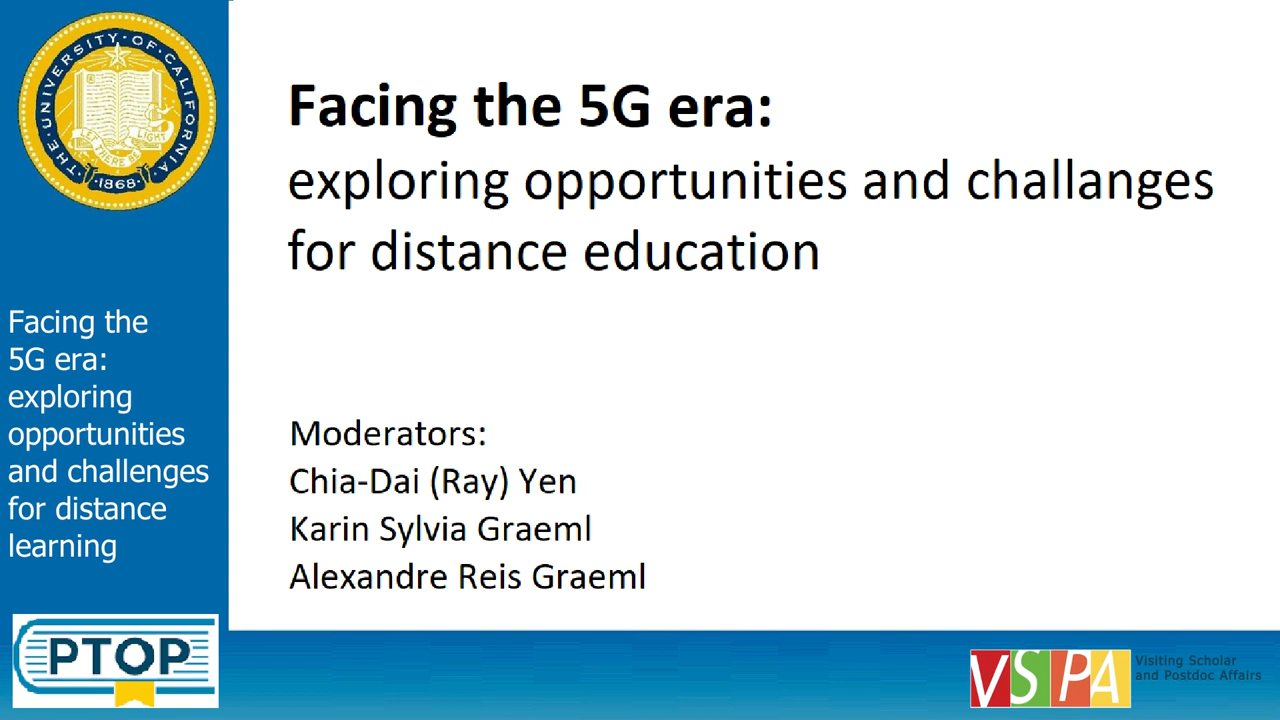 THE·UNIVERSITY·OF·CALIFORNIA
LET THERE BE LIGHT
·1868·
Facing the 5G era:
exploring opportunities and challanges
for distance education
Facing the
5G era:
exploring
opportunities
and challenges
for distance
learning
Moderators:
Chia-Dai (Ray) Yen
Karin Sylvia Graeml
Alexandre Reis Graeml
PTOP
VSPA
Visiting Scholar
and Postdoc Affairs